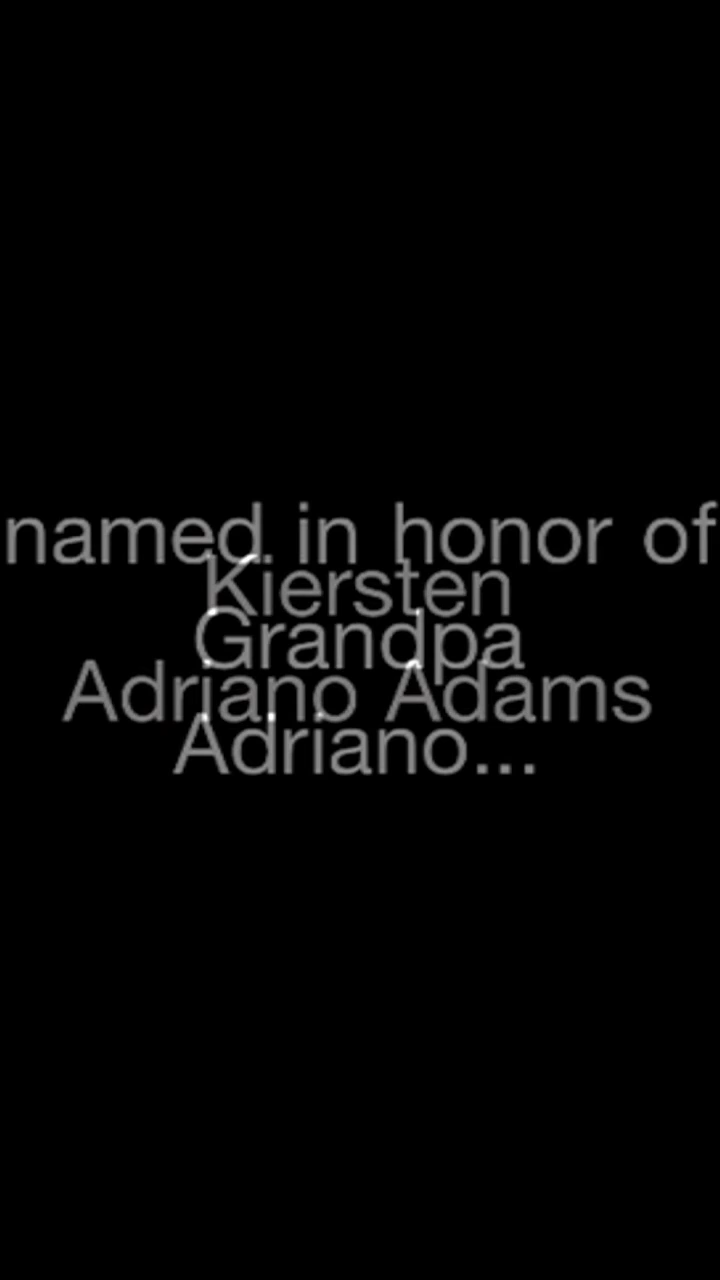 named in honor of
Kiersten
Grandpa
Adriano Adams
Adriano...